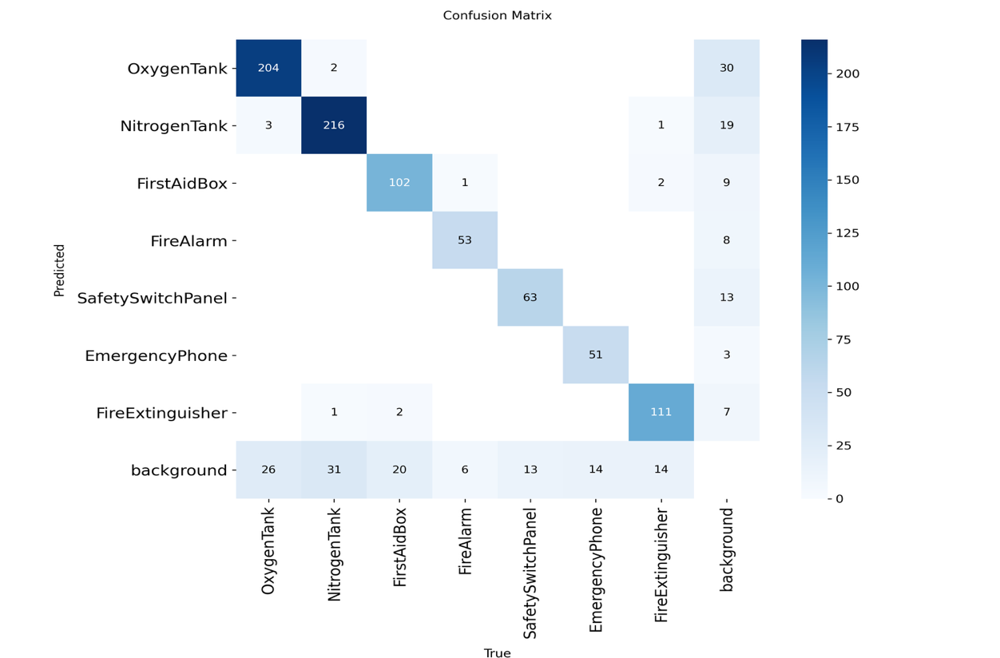 Confusion Matrix
OxygenTank 204 2 30
NitrogenTank 3 216 1 19
FirstAidBox 102 1 2 9
FireAlarm 53 8
SafetySwitchPanel 63 13
EmergencyPhone 51 3
FireExtinguisher 1 2 111 7
background 26 31 20 6 13 14 14
Predicted
OxygenTank NitrogenTank FirstAidBox FireAlarm SafetySwitchPanel EmergencyPhone FireExtinguisher background
True
200
175
150
125
100
75
50
25
0